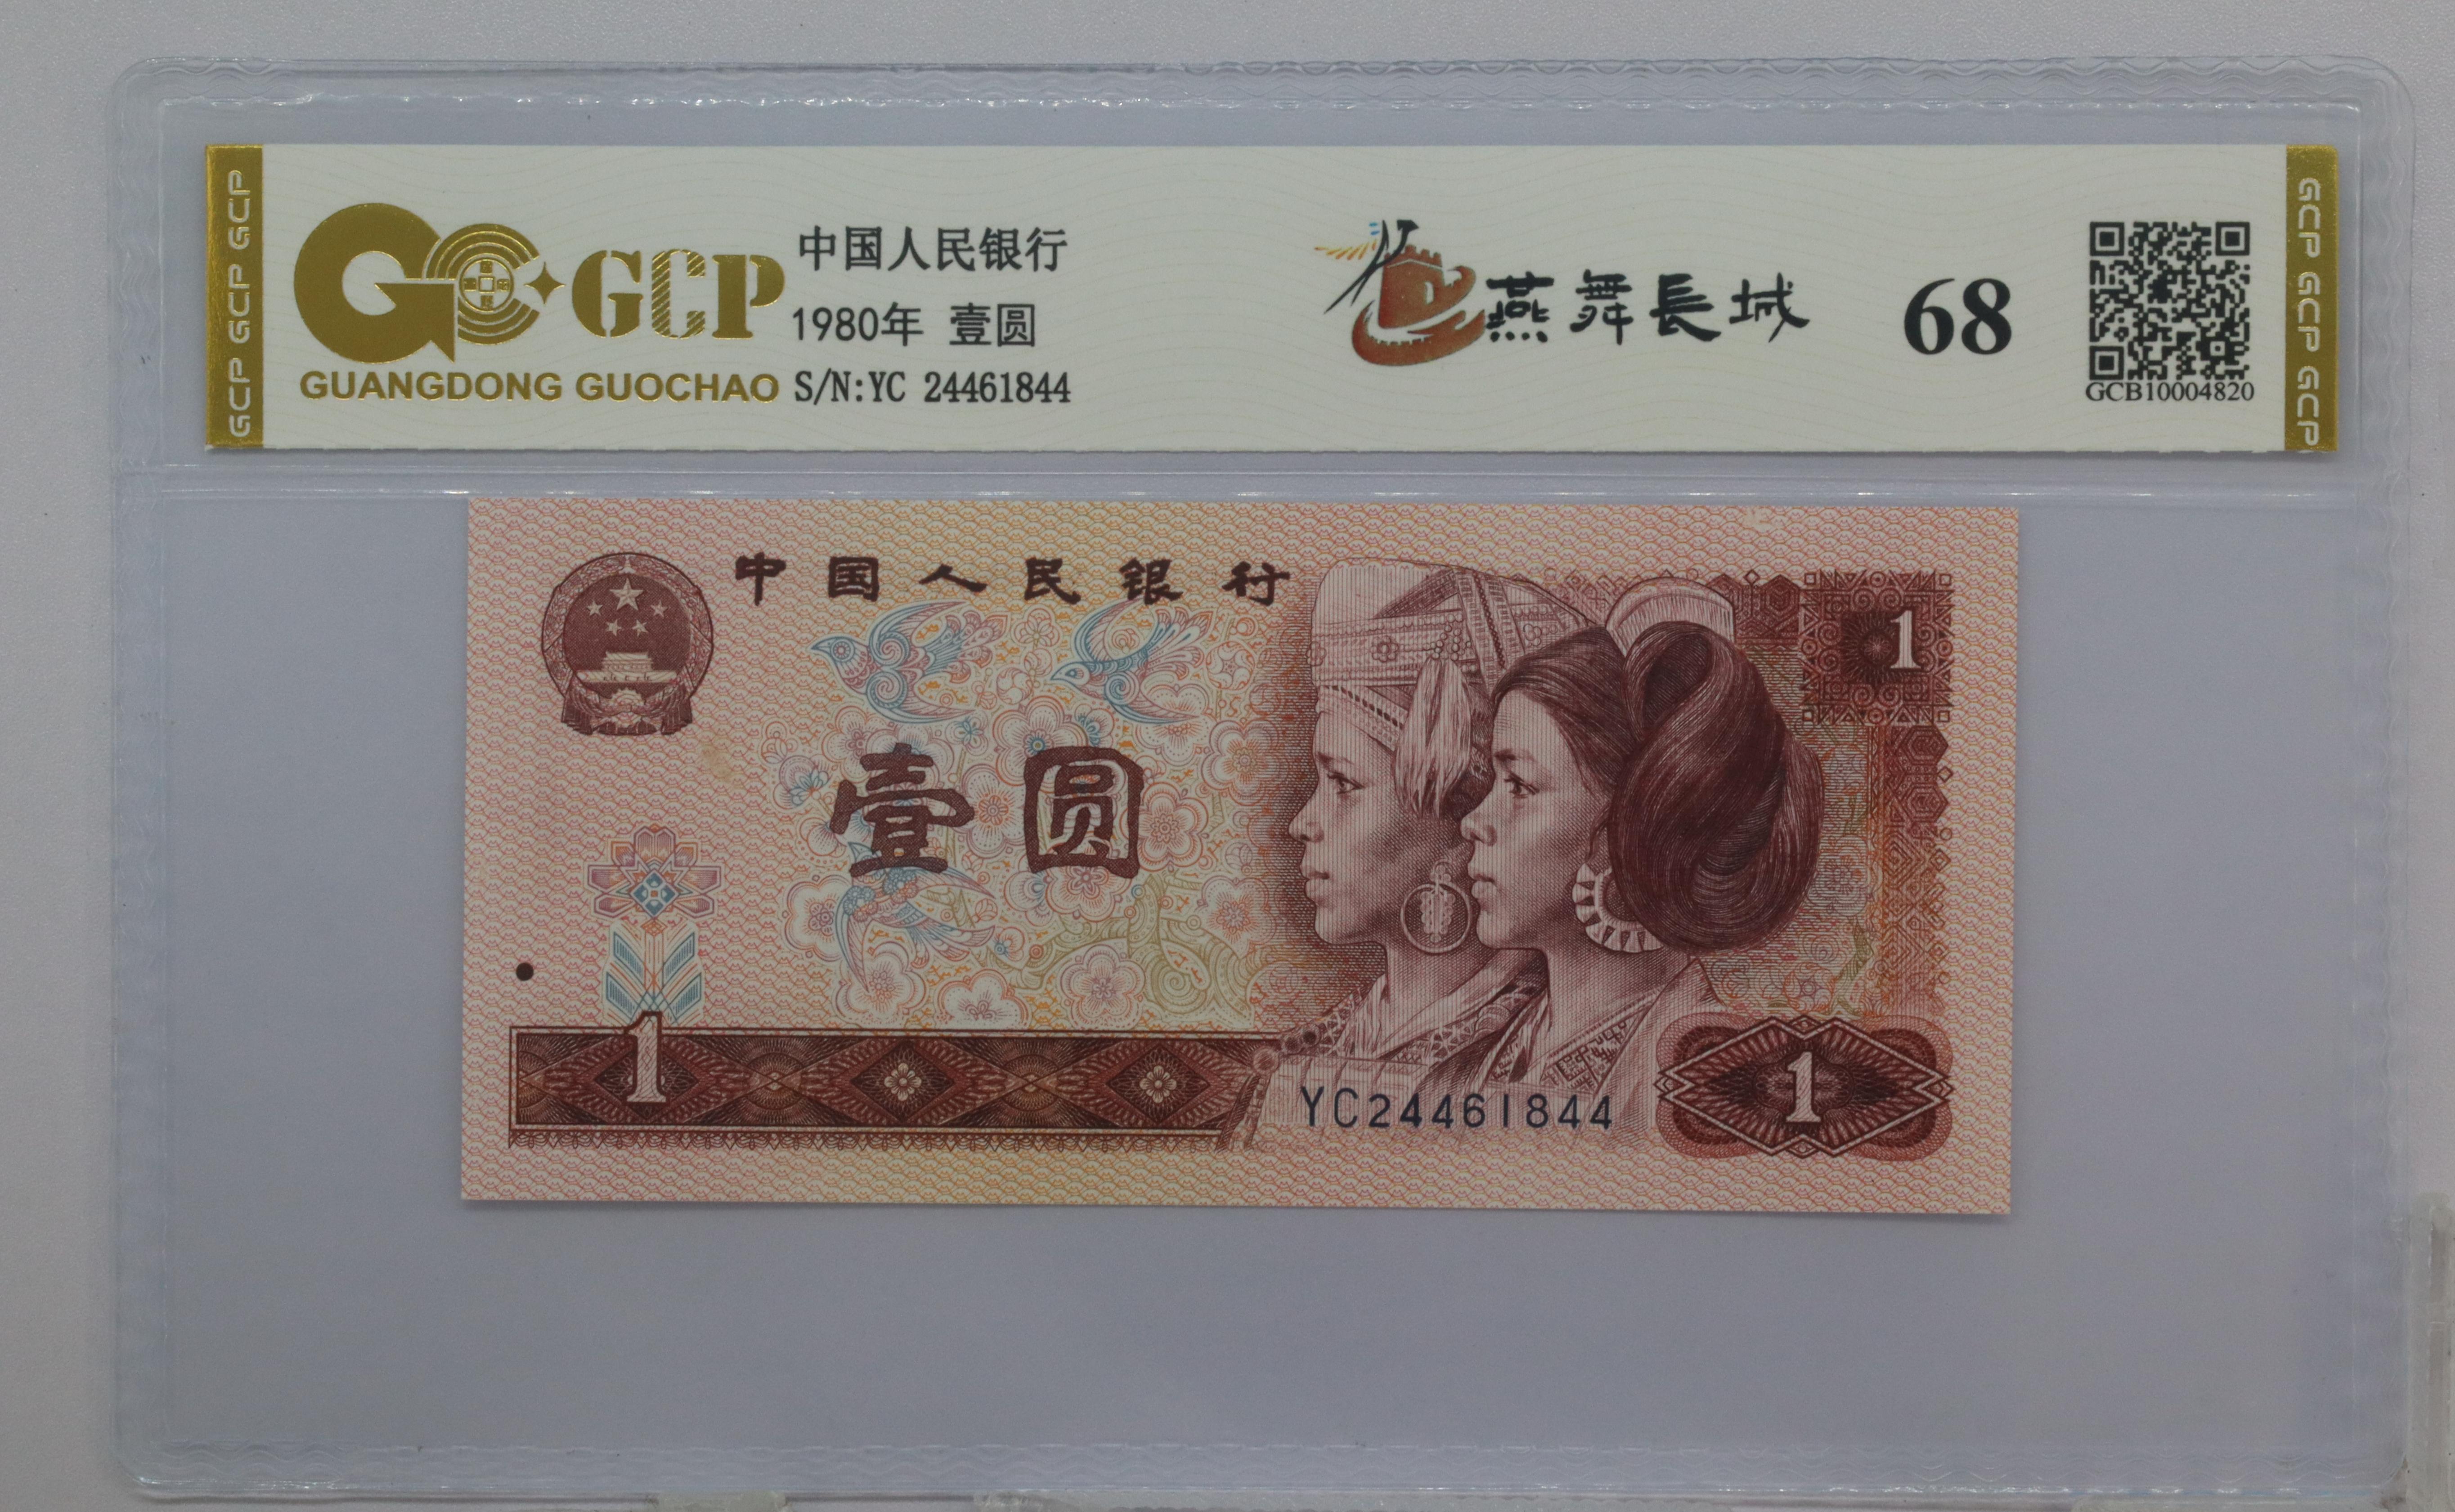 GCP GCP GCP
GCP
GUANGDONG GUOCHAO
中国人民银行
1980年 壹圆
S/N:YC 24461844
燕舞長城
68
GCB10004820
GCP GCP GCP
中国人民银行
1
壹圆
1
YC24461844
1